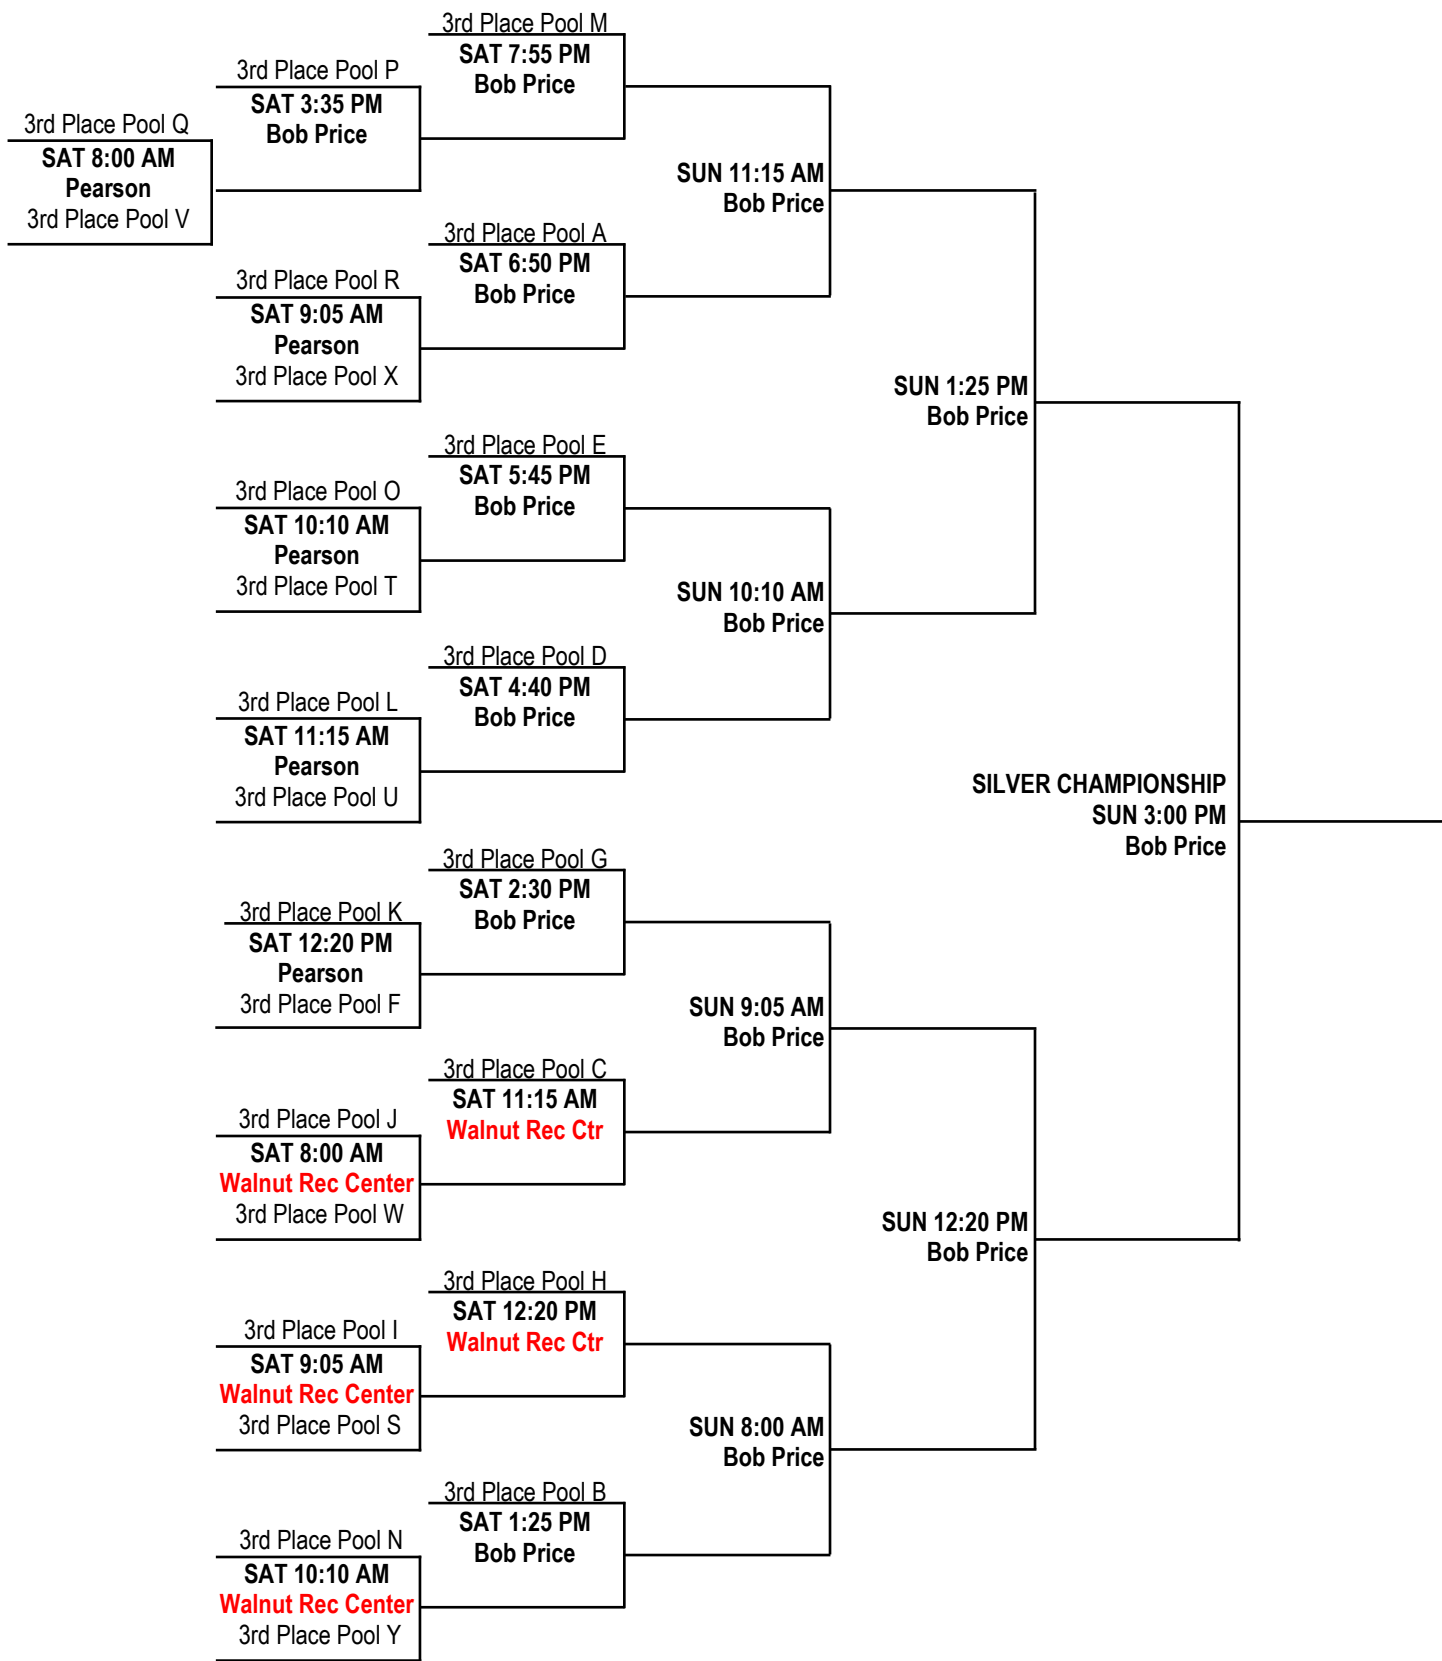 3rd Place Pool Q
SAT 8:00 AM
Pearson
3rd Place Pool V
3rd Place Pool P
SAT 3:35 PM
Bob Price
3rd Place Pool R
SAT 9:05 AM
Pearson
3rd Place Pool X
3rd Place Pool O
SAT 10:10 AM
Pearson
3rd Place Pool T
3rd Place Pool L
SAT 11:15 AM
Pearson
3rd Place Pool U
3rd Place Pool K
SAT 12:20 PM
Pearson
3rd Place Pool F
3rd Place Pool J
SAT 8:00 AM
Walnut Rec Center
3rd Place Pool W
3rd Place Pool I
SAT 9:05 AM
Walnut Rec Center
3rd Place Pool S
3rd Place Pool N
SAT 10:10 AM
Walnut Rec Center
3rd Place Pool Y
3rd Place Pool M
SAT 7:55 PM
Bob Price
3rd Place Pool A
SAT 6:50 PM
Bob Price
3rd Place Pool E
SAT 5:45 PM
Bob Price
3rd Place Pool D
SAT 4:40 PM
Bob Price
3rd Place Pool G
SAT 2:30 PM
Bob Price
3rd Place Pool C
SAT 11:15 AM
Walnut Rec Ctr
3rd Place Pool H
SAT 12:20 PM
Walnut Rec Ctr
3rd Place Pool B
SAT 1:25 PM
Bob Price
SUN 11:15 AM
Bob Price
SUN 10:10 AM
Bob Price
SUN 9:05 AM
Bob Price
SUN 8:00 AM
Bob Price
SUN 1:25 PM
Bob Price
SUN 12:20 PM
Bob Price
SILVER CHAMPIONSHIP
SUN 3:00 PM
Bob Price